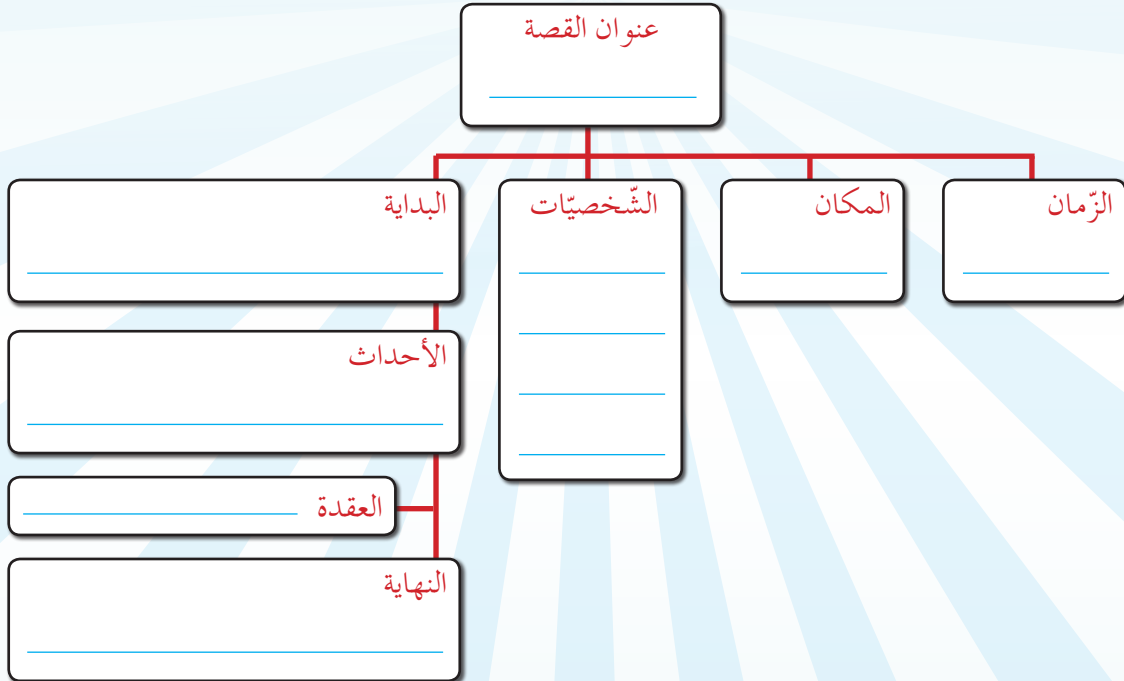 عنوان القصة
الزّمان
المكان
الشّخصيّات
البداية
الأحداث
العقدة
النهاية